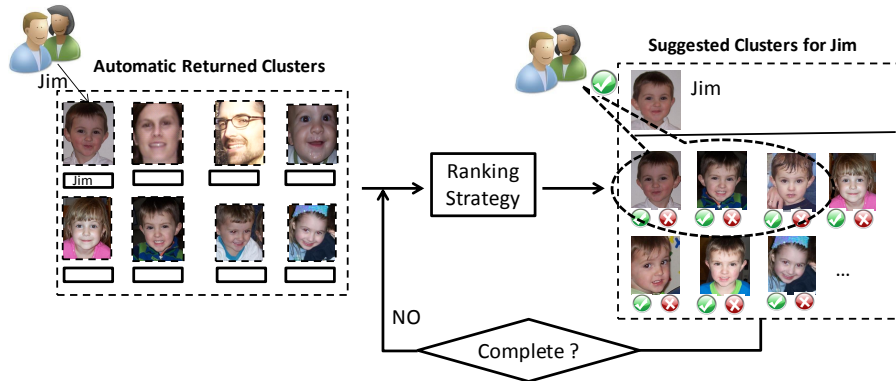 Jim
Automatic Returned Clusters
Jim
Suggested Clusters for Jim
Jim
Ranking
Strategy
...
NO
Complete ?